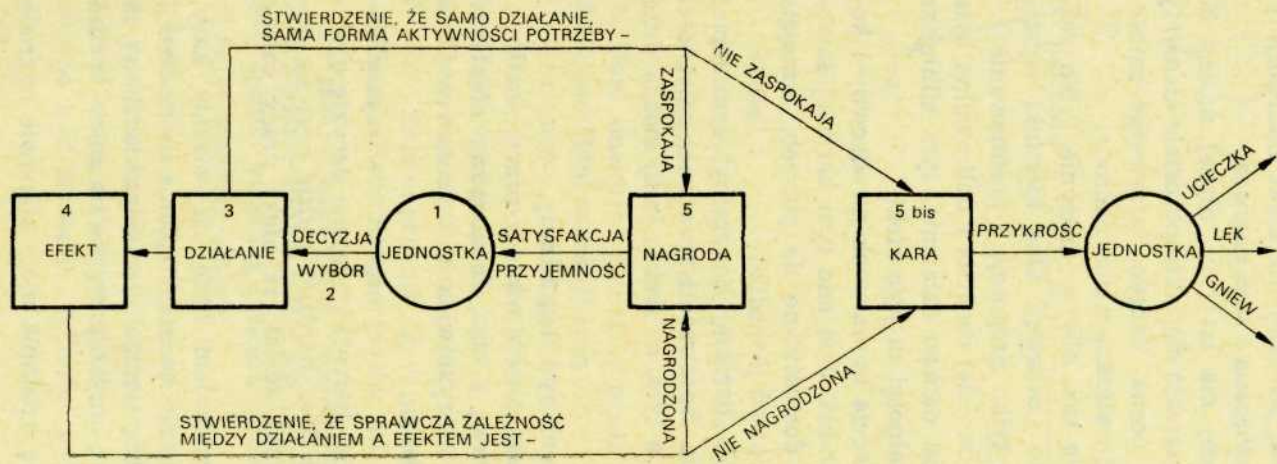 STWIERDZENIE, ŻE SAMO DZIAŁANIE,
SAMA FORMA AKTYWNOŚCI POTRZEBY –
ZASPOKAJA
NIE ZASPOKAJA
4
EFEKT
3
DZIAŁANIE
DECYZJA
WYBÓR
2
1
JEDNOSTKA
SATYSFAKCJA
PRZYJEMNOŚĆ
5
NAGRODA
5 bis
KARA
PRZYKROŚĆ
JEDNOSTKA
UCIECZKA
LĘK
GNIEW
NAGRODZONA
NIE NAGRODZONA
STWIERDZENIE, ŻE SPRAWCZA ZALEŻNOŚĆ
MIĘDZY DZIAŁANIEM A EFEKTEM JEST –